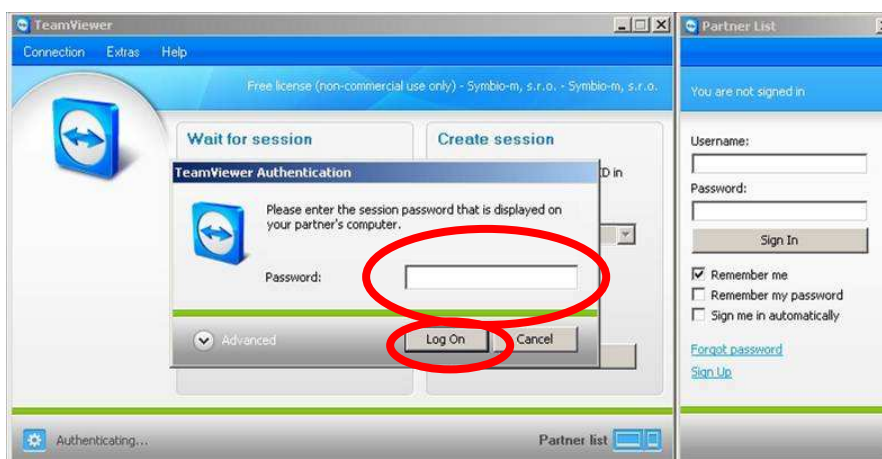 TeamViewer
Connection Extras Help
Free license (non-commercial use only) - Symbio-m, s.r.o. - Symbio-m, s.r.o.
Wait for session
Create session
D in
TeamViewer Authentication
Please enter the session password that is displayed on
your partner's computer.
Password:
Advanced
Log On
Cancel
Authenticating...
Partner list
Partner List
You are not signed in
Username:
Password:
Sign In
Remember me
Remember my password
Sign me in automatically
Forgot password
Sign Up